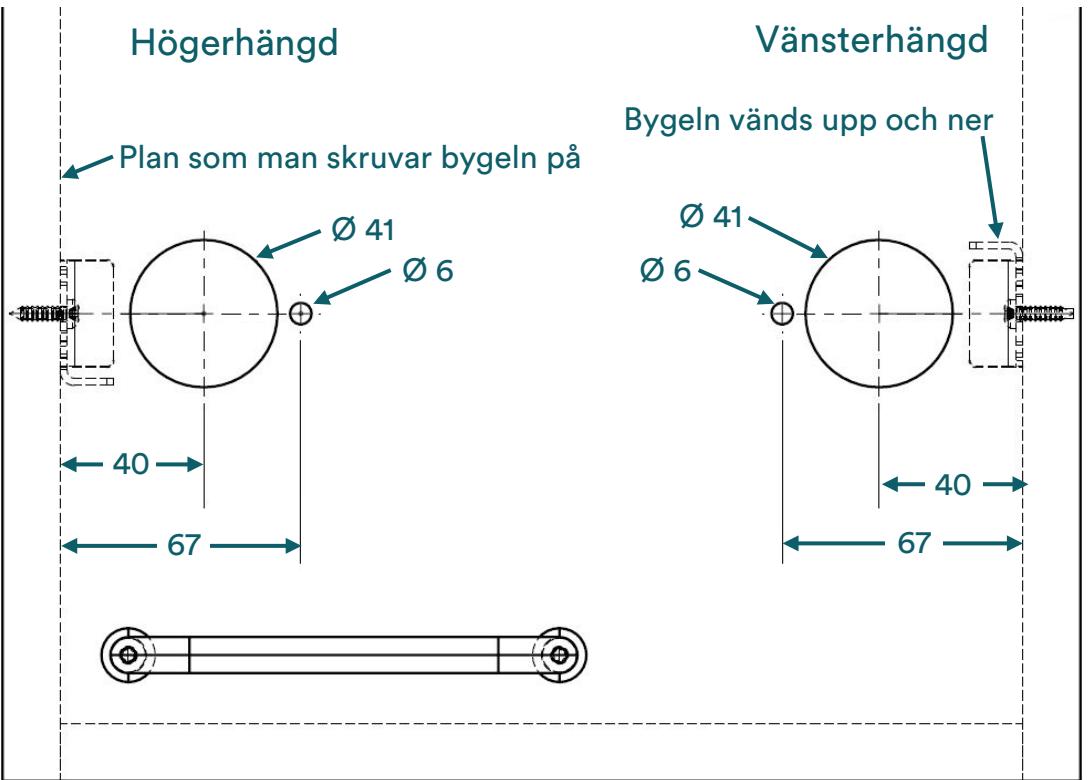 Högerhängd
Vänsterhängd
Bygeln vänds upp och ner
Plan som man skruvar bygeln på
Ø 41
Ø 6
Ø 41
Ø 6
40
67
40
67